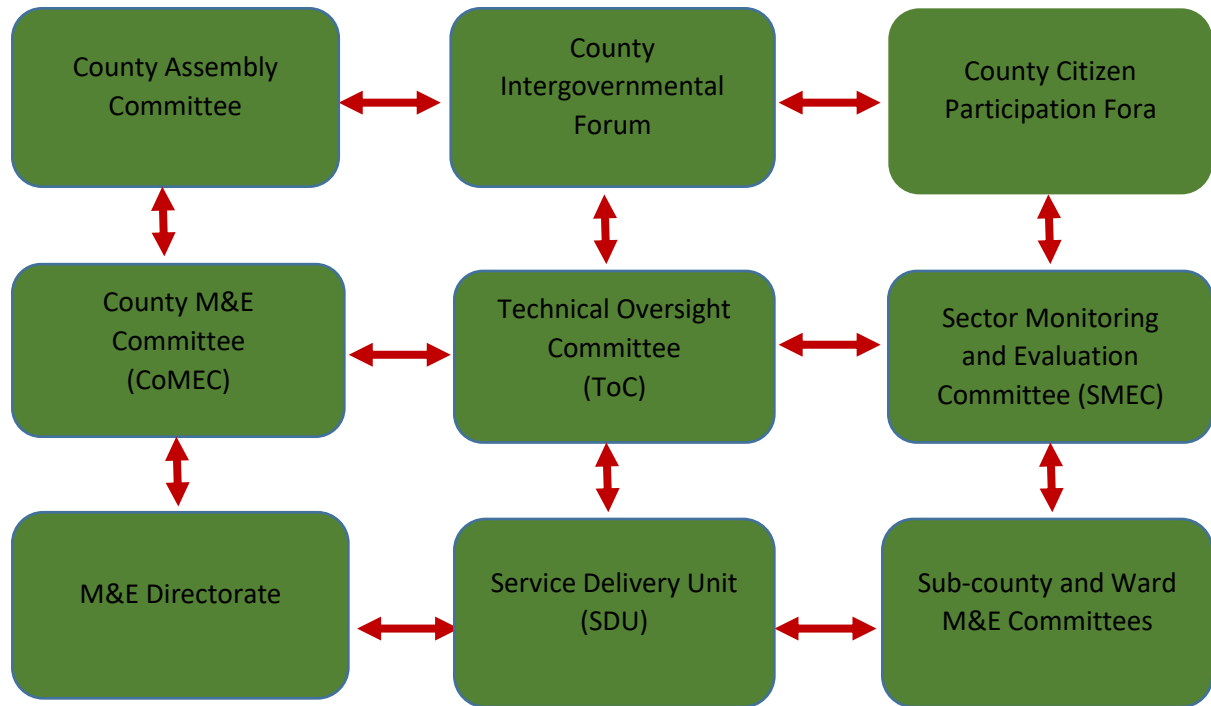 County Assembly
Committee
County
Intergovernmental
Forum
County Citizen
Participation Fora
County M&E
Committee
(CoMEC)
Technical Oversight
Committee
(ToC)
Sector Monitoring
and Evaluation
Committee (SMEC)
M&E Directorate
Service Delivery Unit
(SDU)
Sub-county and Ward
M&E Committees